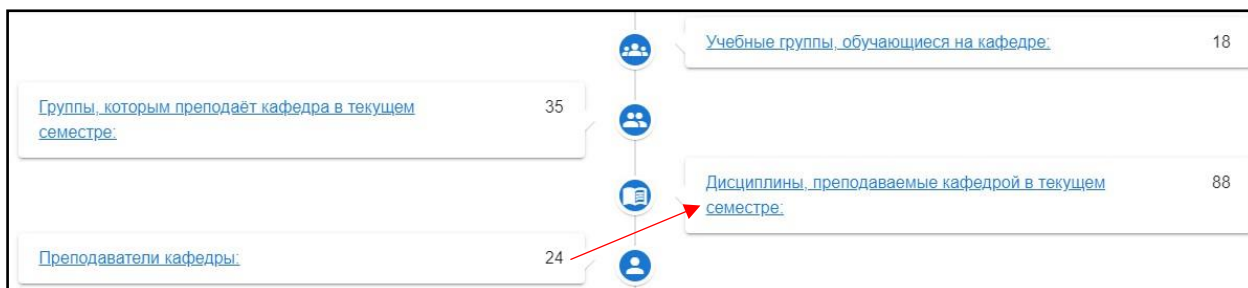 Учебные группы, обучающиеся на кафедре: 18
Группы, которым преподаёт кафедра в текущем 35
семестре:
Дисциплины, преподаваемые кафедрой в текущем 88
семестре:
Преподаватели кафедры: 24